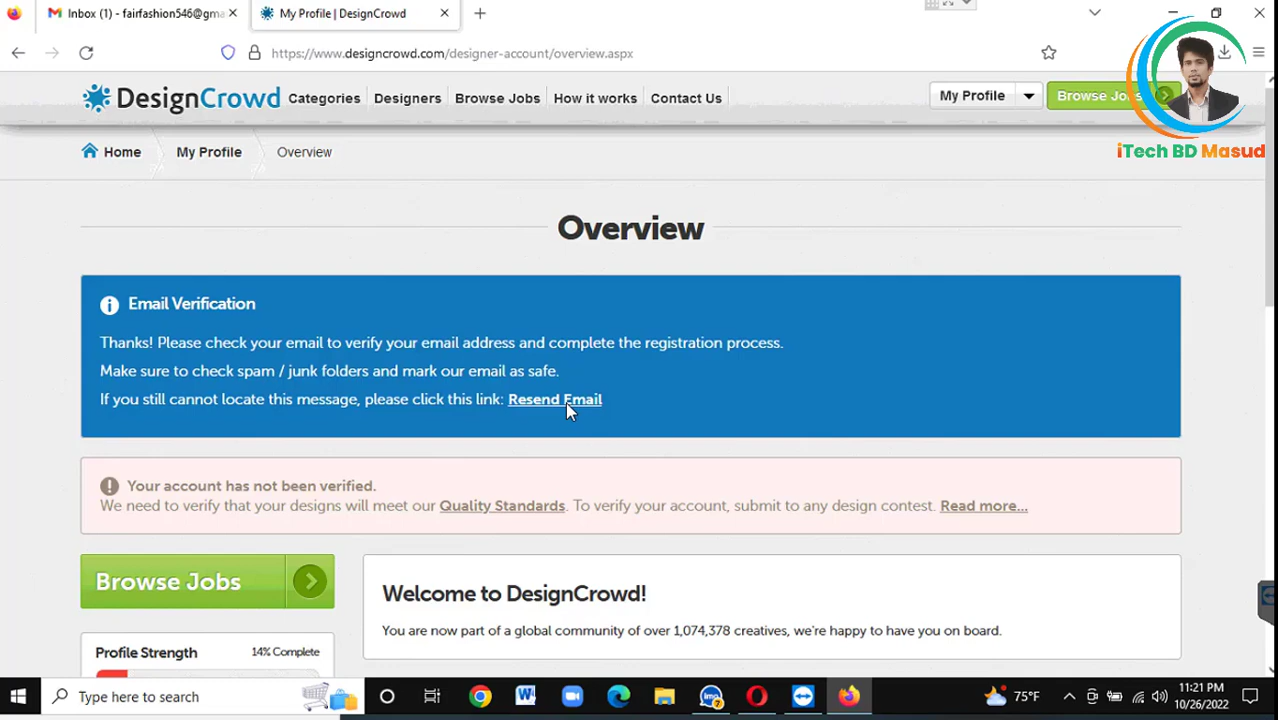 Inbox (1) - fairfashion546@gma
My Profile | DesignCrowd
https://www.designcrowd.com/designer-account/overview.aspx
DesignCrowd
Categories
Designers
Browse Jobs
How it works
Contact Us
My Profile
Browse Jobs
iTech BD Masud
Home
My Profile
Overview
Overview
Email Verification
Thanks! Please check your email to verify your email address and complete the registration process.
Make sure to check spam / junk folders and mark our email as safe.
If you still cannot locate this message, please click this link: Resend Email
Your account has not been verified.
We need to verify that your designs will meet our Quality Standards. To verify your account, submit to any design contest. Read more...
Browse Jobs
Welcome to DesignCrowd!
You are now part of a global community of over 1,074,378 creatives, we're happy to have you on board.
Profile Strength
14% Complete
Type here to search
75°F
11:21 PM
10/26/2022